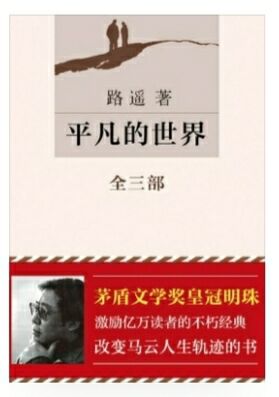 路遥 著
平凡的世界
全三部
茅盾文学奖皇冠明珠
激励亿万读者的不朽经典
改变马云人生轨迹的书